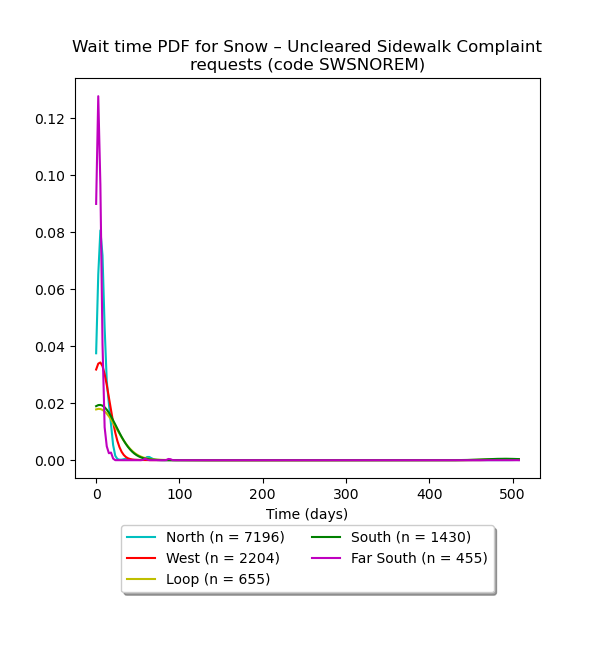 Wait time PDF for Snow – Uncleared Sidewalk Complaint
requests (code SWSNOREM)
0.12
0.10
0.08
0.06
0.04
0.02
0.00
0 100 200 300 400 500
Time (days)
North (n = 7196)
West (n = 2204)
Loop (n = 655)
South (n = 1430)
Far South (n = 455)